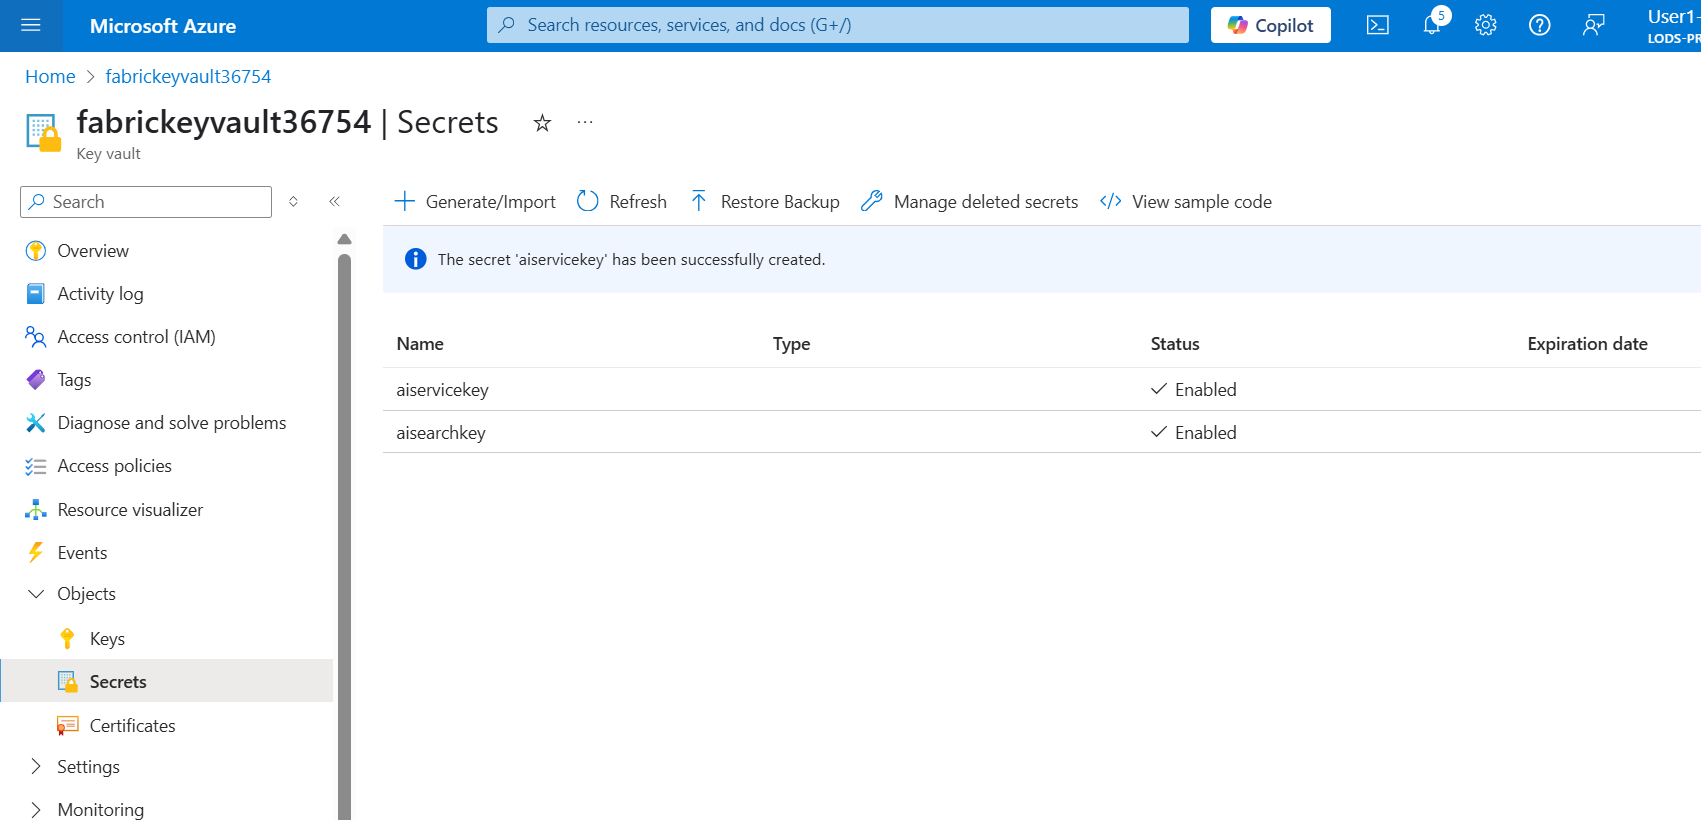 Microsoft Azure
Search resources, services, and docs (G+/)
Copilot
5
User1-
LODS-PR
Home > fabrickeyvault36754
fabrickeyvault36754 | Secrets
Key vault
Search
Generate/Import
Refresh
Restore Backup
Manage deleted secrets
View sample code
Overview
Activity log
Access control (IAM)
Tags
Diagnose and solve problems
Access policies
Resource visualizer
Events
Objects
Keys
Secrets
Certificates
Settings
Monitoring
The secret 'aiservicekey' has been successfully created.
Name Type Status Expiration date
aiservicekey Enabled
aisearchkey Enabled